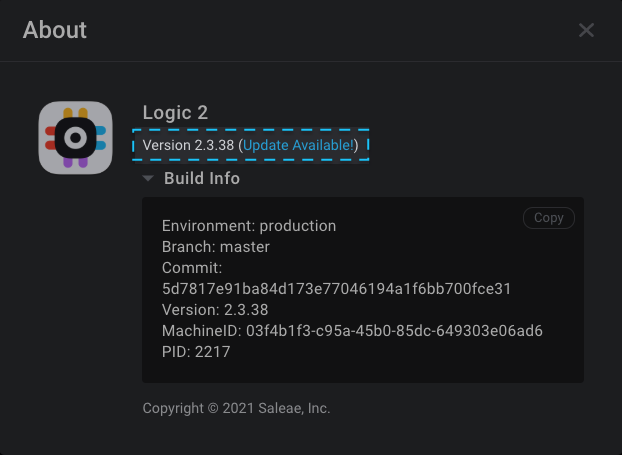 About
Logic 2
Version 2.3.38 (Update Available!)
Build Info
Copy
Environment: production
Branch: master
Commit:
5d7817e91ba84d173e77046194a1f6bb700fce31
Version: 2.3.38
MachineID: 03f4b1f3-c95a-45b0-85dc-649303e06ad6
PID: 2217
Copyright © 2021 Saleae, Inc.